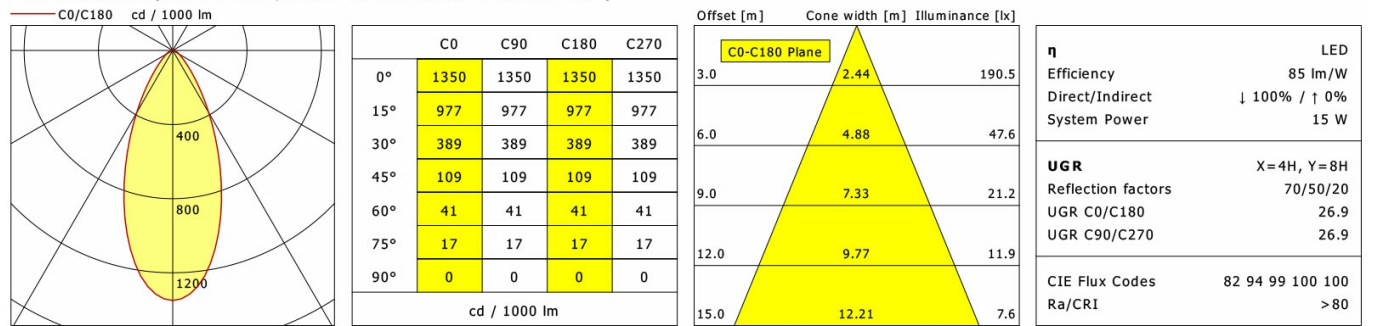 C0/C180 cd / 1000 lm
400
800
1200
C0 C90 C180 C270
0° 1350 1350 1350 1350
15° 977 977 977 977
30° 389 389 389 389
45° 109 109 109 109
60° 41 41 41 41
75° 17 17 17 17
90° 0 0 0 0
cd / 1000 lm
Offset [m] Cone width [m] Illuminance [lx]
C0-C180 Plane
3.0 2.44 190.5
6.0 4.88 47.6
9.0 7.33 21.2
12.0 9.77 11.9
15.0 12.21 7.6
η LED
Efficiency 85 lm/W
Direct/Indirect ↓ 100% / ↑ 0%
System Power 15 W
UGR X=4H, Y=8H
Reflection factors 70/50/20
UGR C0/C180 26.9
UGR C90/C270 26.9
CIE Flux Codes 82 94 99 100 100
Ra/CRI >80